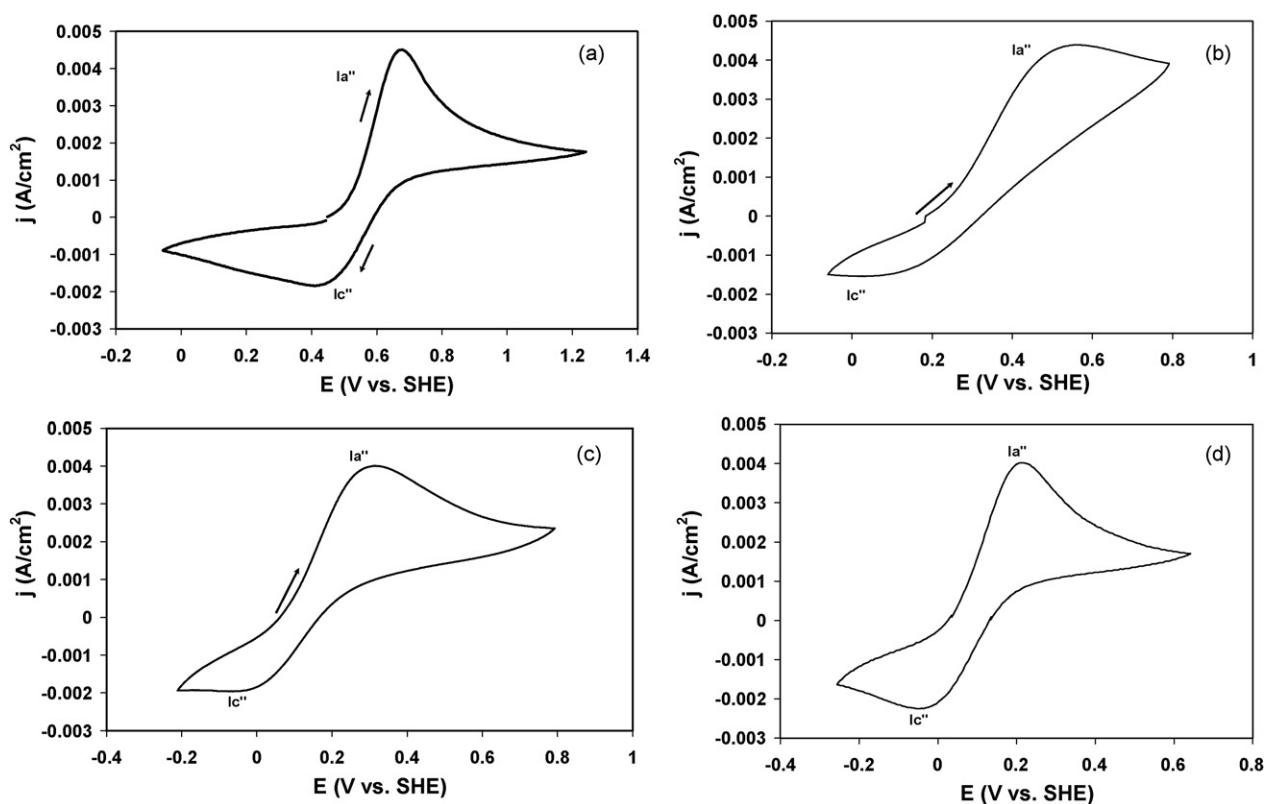 (a)
0.005
0.004
0.003
0.002
0.001
0
-0.001
-0.002
-0.003
j (A/cm²)
Ia"
Ic"
-0.2 0 0.2 0.4 0.6 0.8 1 1.2 1.4
E (V vs. SHE)
(b)
0.005
0.004
0.003
0.002
0.001
0
-0.001
-0.002
-0.003
j (A/cm²)
Ia"
Ic"
-0.2 0 0.2 0.4 0.6 0.8 1
E (V vs. SHE)
(c)
0.005
0.004
0.003
0.002
0.001
0
-0.001
-0.002
-0.003
j (A/cm²)
Ia"
Ic"
-0.4 -0.2 0 0.2 0.4 0.6 0.8 1
E (V vs. SHE)
(d)
0.005
0.004
0.003
0.002
0.001
0
-0.001
-0.002
-0.003
j (A/cm²)
Ia"
Ic"
-0.4 -0.2 0 0.2 0.4 0.6 0.8
E (V vs. SHE)